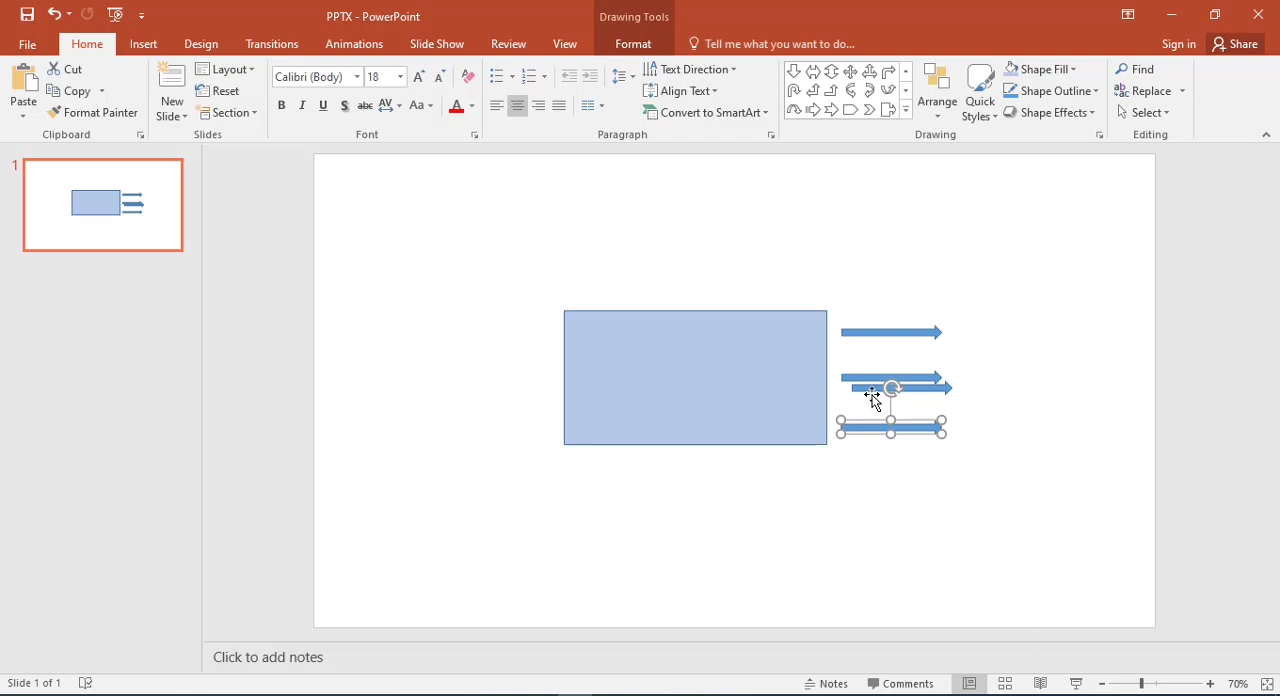 PPTX - PowerPoint
Drawing Tools
File
Home
Insert
Design
Transitions
Animations
Slide Show
Review
View
Format
Tell me what you want to do...
Sign in
Share
Paste
Cut
Copy
Format Painter
Clipboard
New
Slide
Layout
Reset
Section
Slides
Calibri (Body)
18
B I U S abc AV Aa A
Font
Text Direction
Align Text
Convert to SmartArt
Paragraph
Arrange
Quick
Styles
Shape Fill
Shape Outline
Shape Effects
Drawing
Find
Replace
Select
Editing
1
Click to add notes
Slide 1 of 1
Notes
Comments
70%